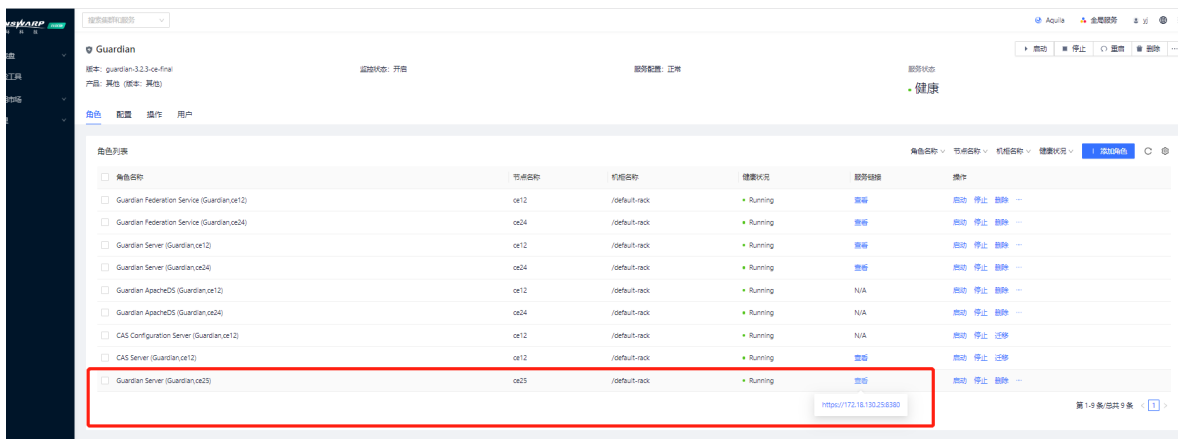 搜索集群和服务
Aquila 全局服务 yj
Guardian
启动 停止 重启 删除 ...
版本: guardian-3.2.3-ce-final 监控状态: 开启 服务配置: 正常 服务状态
产品: 其他 (版本: 其他) 健康
角色 配置 操作 用户
角色列表 角色名称 节点名称 机柜名称 健康状况 + 添加角色
角色名称 节点名称 机柜名称 健康状况 服务链接 操作
Guardian Federation Service (Guardian,ce12) ce12 /default-rack Running 查看 启动 停止 删除 ...
Guardian Federation Service (Guardian,ce24) ce24 /default-rack Running 查看 启动 停止 删除 ...
Guardian Server (Guardian,ce12) ce12 /default-rack Running 查看 启动 停止 删除 ...
Guardian Server (Guardian,ce24) ce24 /default-rack Running 查看 启动 停止 删除 ...
Guardian ApacheDS (Guardian,ce12) ce12 /default-rack Running N/A 启动 停止 删除 ...
Guardian ApacheDS (Guardian,ce24) ce24 /default-rack Running N/A 启动 停止 删除 ...
CAS Configuration Server (Guardian,ce12) ce12 /default-rack Running N/A 启动 停止 迁移
CAS Server (Guardian,ce12) ce12 /default-rack Running 查看 启动 停止 迁移
Guardian Server (Guardian,ce25) ce25 /default-rack Running 查看 启动 停止 删除 ...
https://172.18.130.25:8380
第 1-9 条/总共 9 条 < 1 >